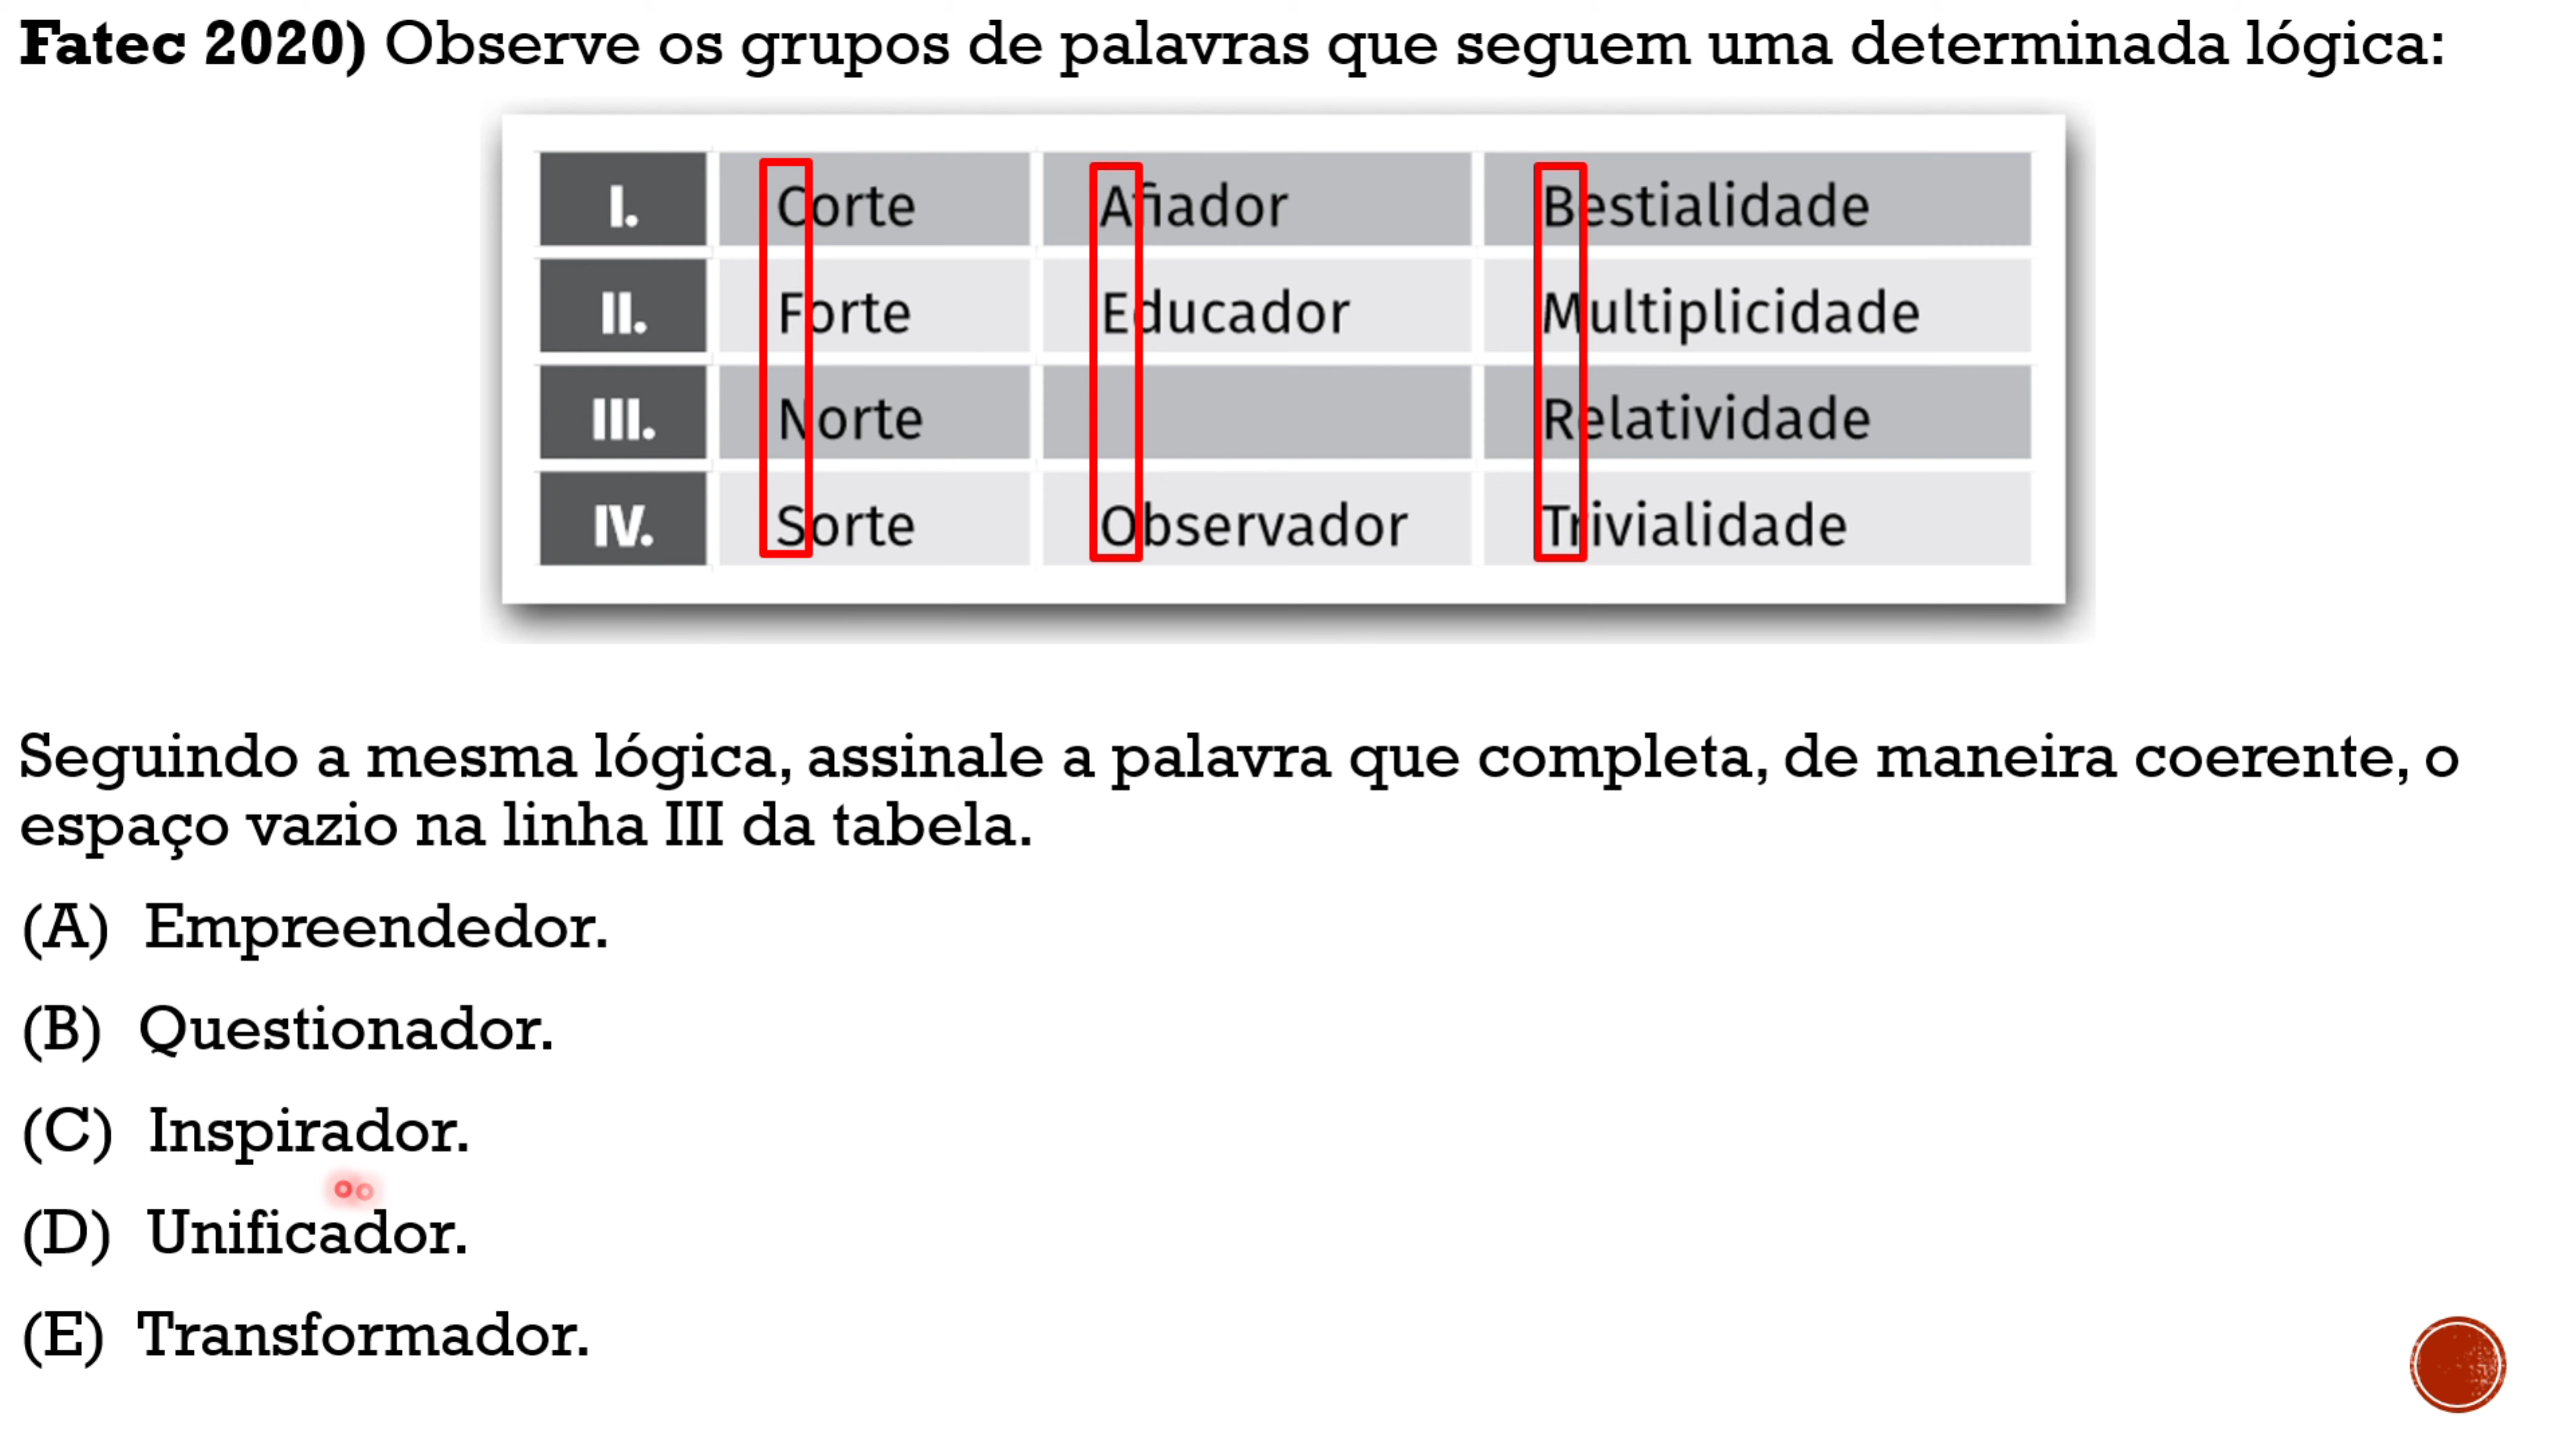 Fatec 2020) Observe os grupos de palavras que seguem uma determinada lógica:
I. Corte Afiador Bestialidade
II. Forte Educador Multiplicidade
III. Norte Relatividade
IV. Sorte Observador Trivialidade
Seguindo a mesma lógica, assinale a palavra que completa, de maneira coerente, o
espaço vazio na linha III da tabela.
(A) Empreendedor.
(B) Questionador.
(C) Inspirador.
(D) Unificador.
(E) Transformador.